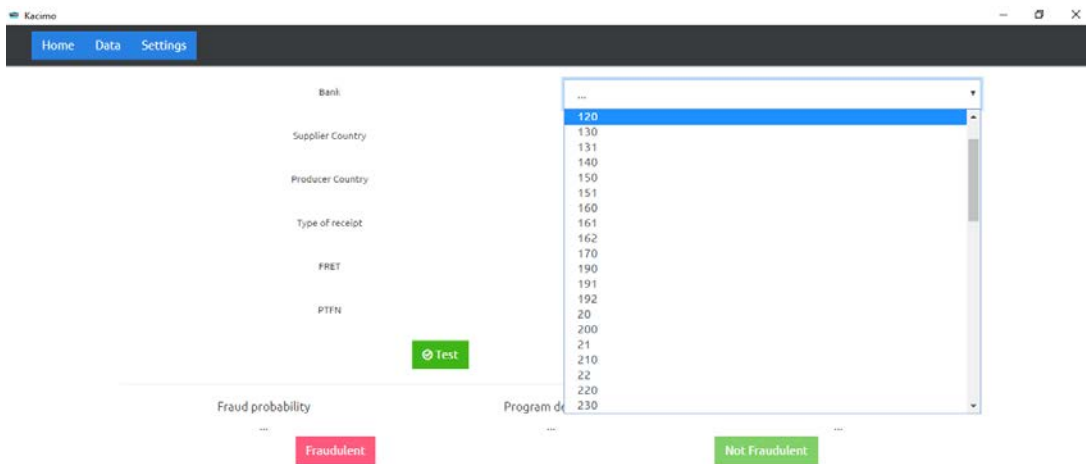 Kacimo
Home Data Settings
Bank
...
Supplier Country
Producer Country
Type of receipt
FRET
PTFN
120
130
131
140
150
151
160
161
162
170
190
191
192
20
200
21
210
22
220
230
Test
Fraud probability
Program de
...
...
...
Fraudulent
Not Fraudulent